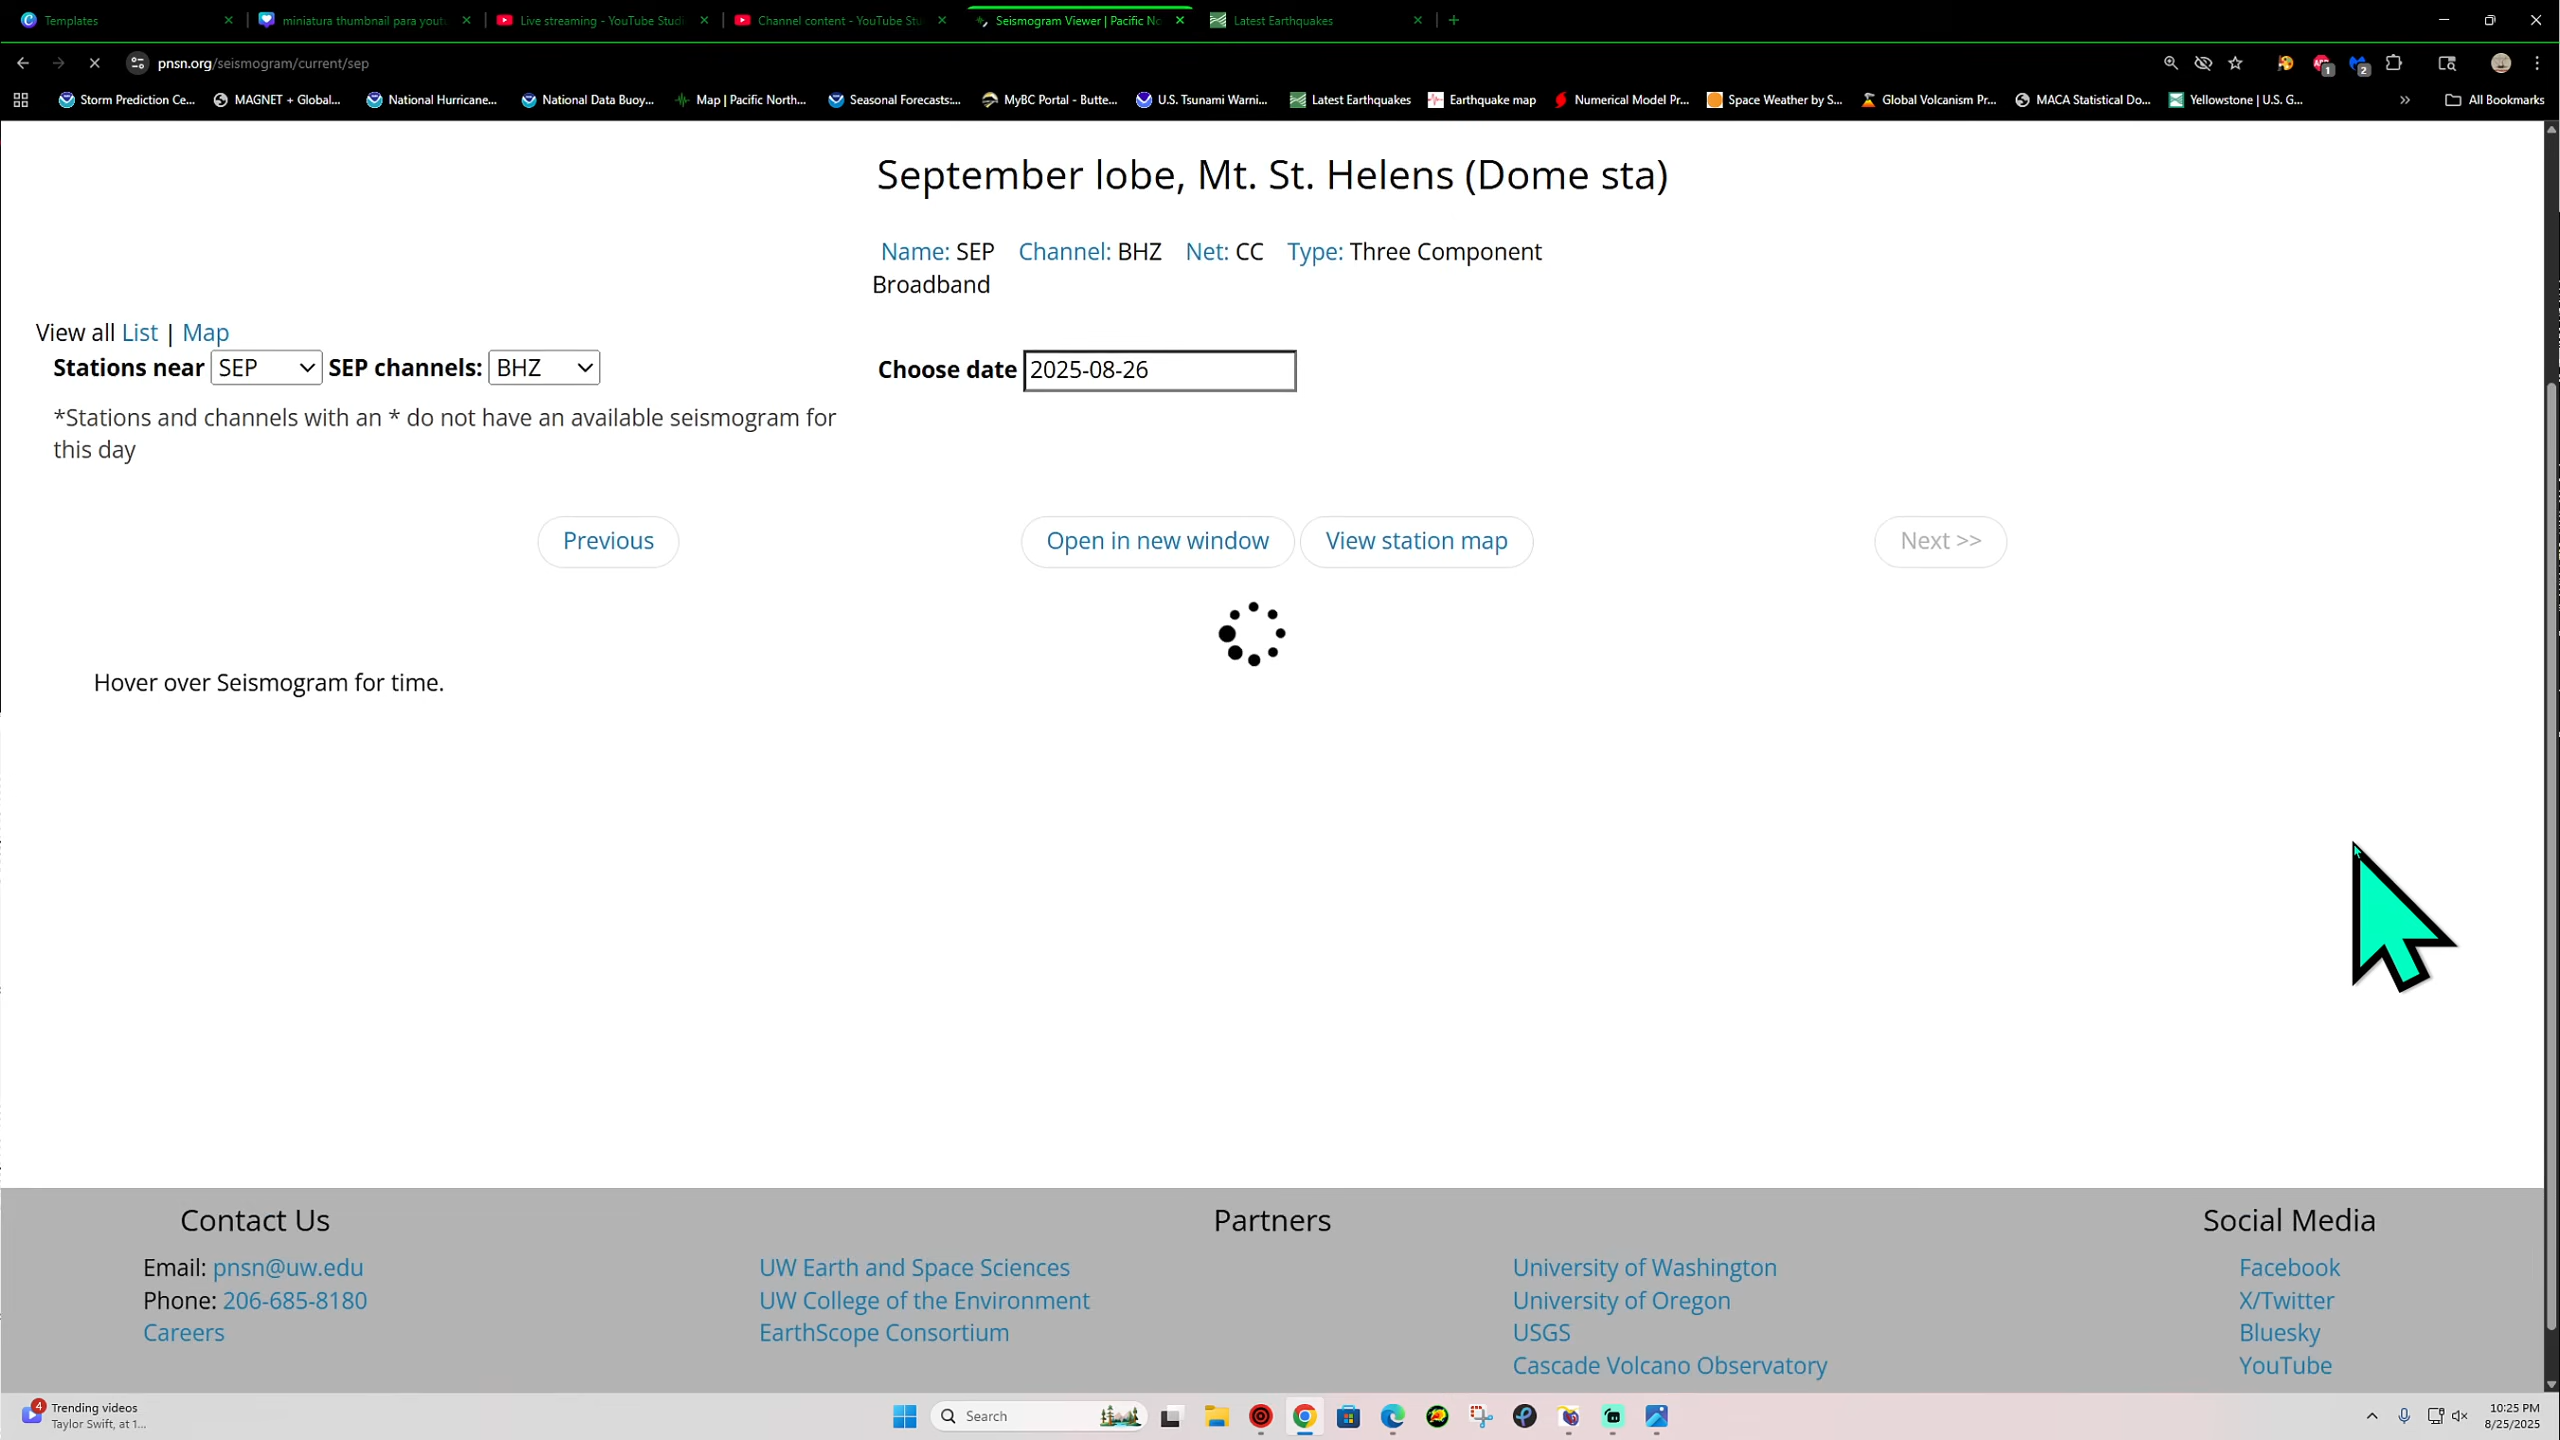 Templates
miniatura thumbnail para yout
Live streaming - YouTube Studi
Channel content - YouTube Stu
Seismogram Viewer | Pacific No
Latest Earthquakes
pnsn.org/seismogram/current/sep
1
2
Storm Prediction Ce...
MAGNET + Global...
National Hurricane...
National Data Buoy...
Map | Pacific North...
Seasonal Forecasts:...
MyBC Portal - Butte...
U.S. Tsunami Warni...
Latest Earthquakes
Earthquake map
Numerical Model Pr...
Space Weather by S...
Global Volcanism Pr...
MACA Statistical Do...
Yellowstone | U.S. G...
»
All Bookmarks
September lobe, Mt. St. Helens (Dome sta)
Name: SEP Channel: BHZ Net: CC Type: Three Component
Broadband
View all List | Map
Stations near SEP SEP channels: BHZ
Choose date 2025-08-26
*Stations and channels with an * do not have an available seismogram for
this day
Previous
Open in new window
View station map
Next >>
Hover over Seismogram for time.
Contact Us
Email: pnsn@uw.edu
Phone: 206-685-8180
Careers
Partners
UW Earth and Space Sciences
UW College of the Environment
EarthScope Consortium
University of Washington
University of Oregon
USGS
Cascade Volcano Observatory
Social Media
Facebook
X/Twitter
Bluesky
YouTube
4
Trending videos
Taylor Swift, at 1...
Search
10:25 PM
8/25/2025